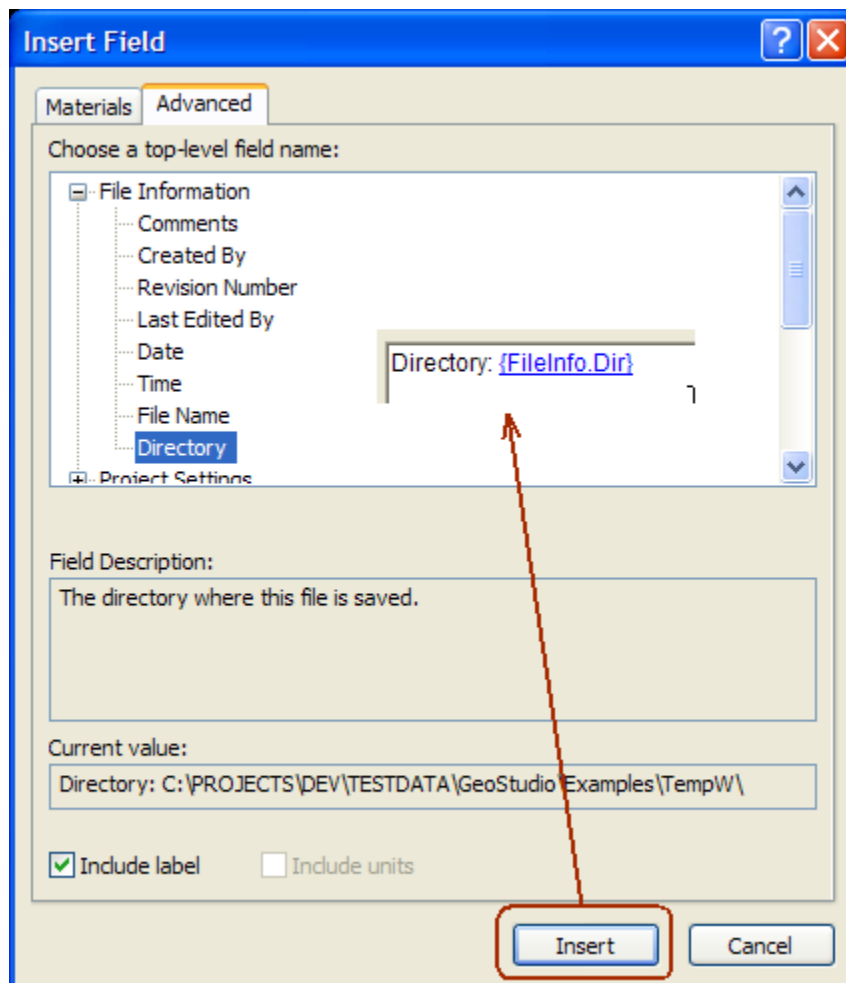 Insert Field
Materials Advanced
Choose a top-level field name:
File Information
Comments
Created By
Revision Number
Last Edited By
Date
Time
File Name
Directory
Project Settings
Directory: {FileInfo.Dir}
Field Description:
The directory where this file is saved.
Current value:
Directory: C:\PROJECTS\DEV\TESTDATA\GeoStudio\Examples\TempW\
Include label Include units
Insert Cancel